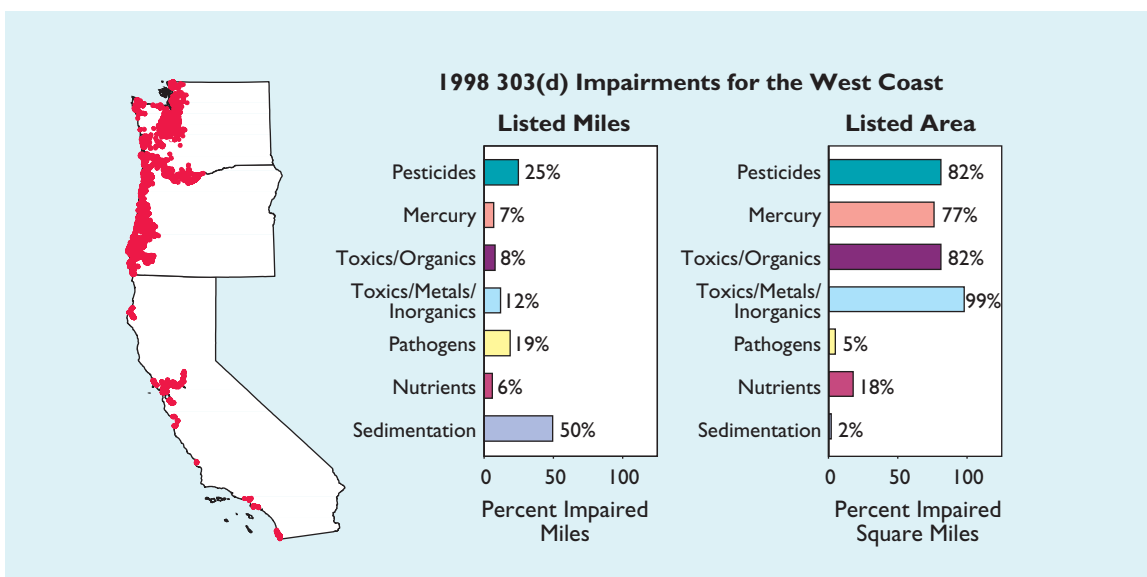 1998 303(d) Impairments for the West Coast
Listed Miles
Pesticides 25%
Mercury 7%
Toxics/Organics 8%
Toxics/Metals/
Inorganics 12%
Pathogens 19%
Nutrients 6%
Sedimentation 50%
0 50 100
Percent Impaired
Miles
Listed Area
Pesticides 82%
Mercury 77%
Toxics/Organics 82%
Toxics/Metals/
Inorganics 99%
Pathogens 5%
Nutrients 18%
Sedimentation 2%
0 50 100
Percent Impaired
Square Miles